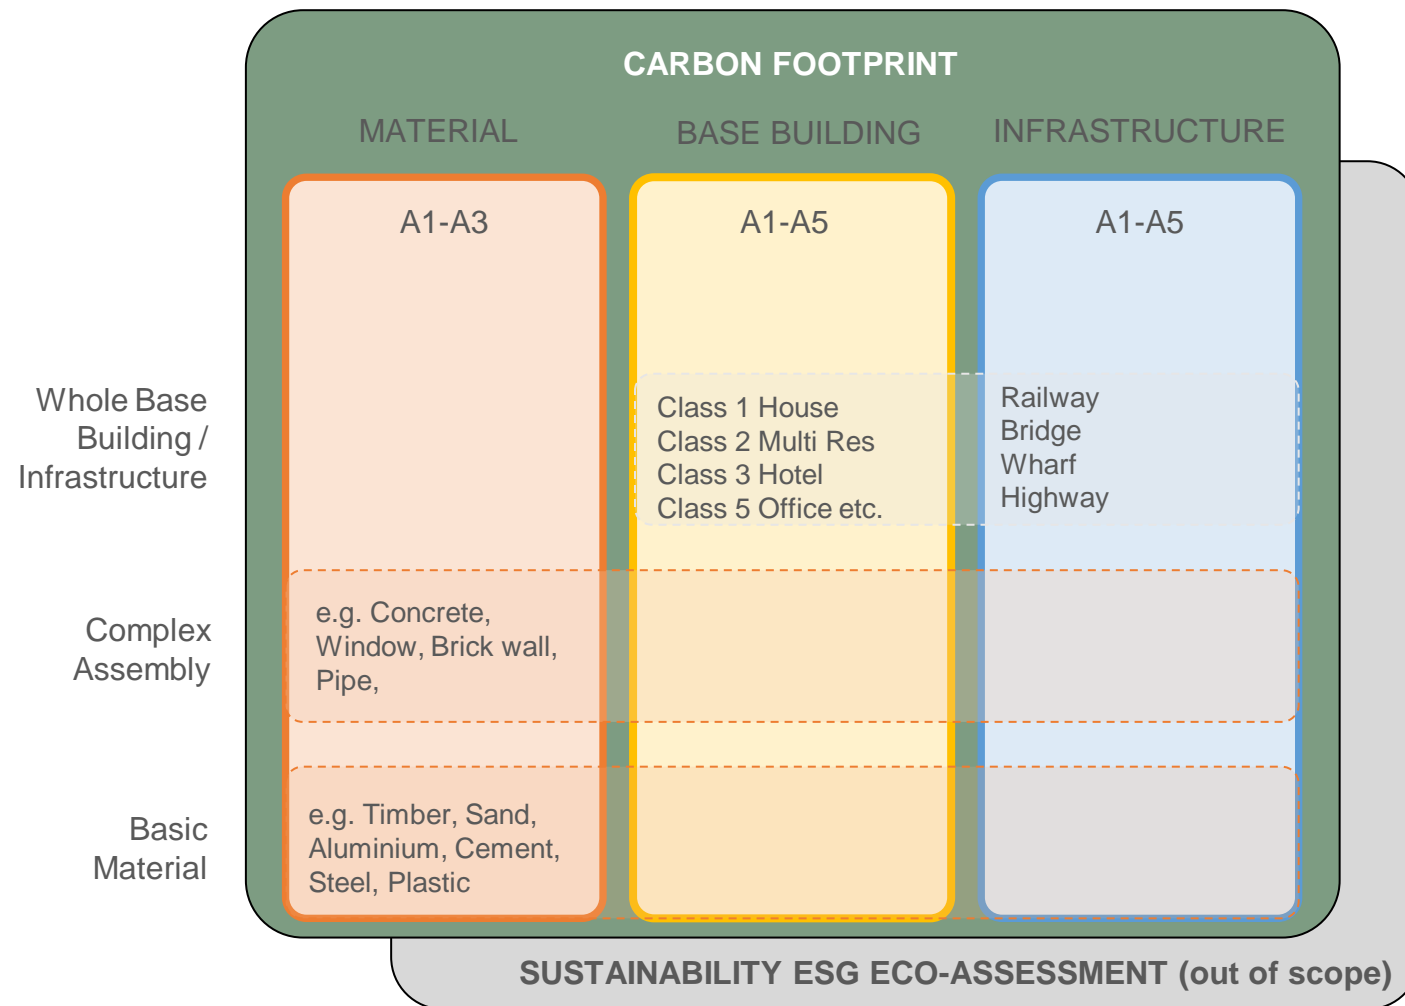 CARBON FOOTPRINT
MATERIAL
BASE BUILDING
INFRASTRUCTURE
A1-A3
A1-A5
A1-A5
Whole Base
Building /
Infrastructure
Class 1 House
Class 2 Multi Res
Class 3 Hotel
Class 5 Office etc.
Railway
Bridge
Wharf
Highway
Complex
Assembly
e.g. Concrete,
Window, Brick wall,
Pipe,
Basic
Material
e.g. Timber, Sand,
Aluminium, Cement,
Steel, Plastic
SUSTAINABILITY ESG ECO-ASSESSMENT (out of scope)